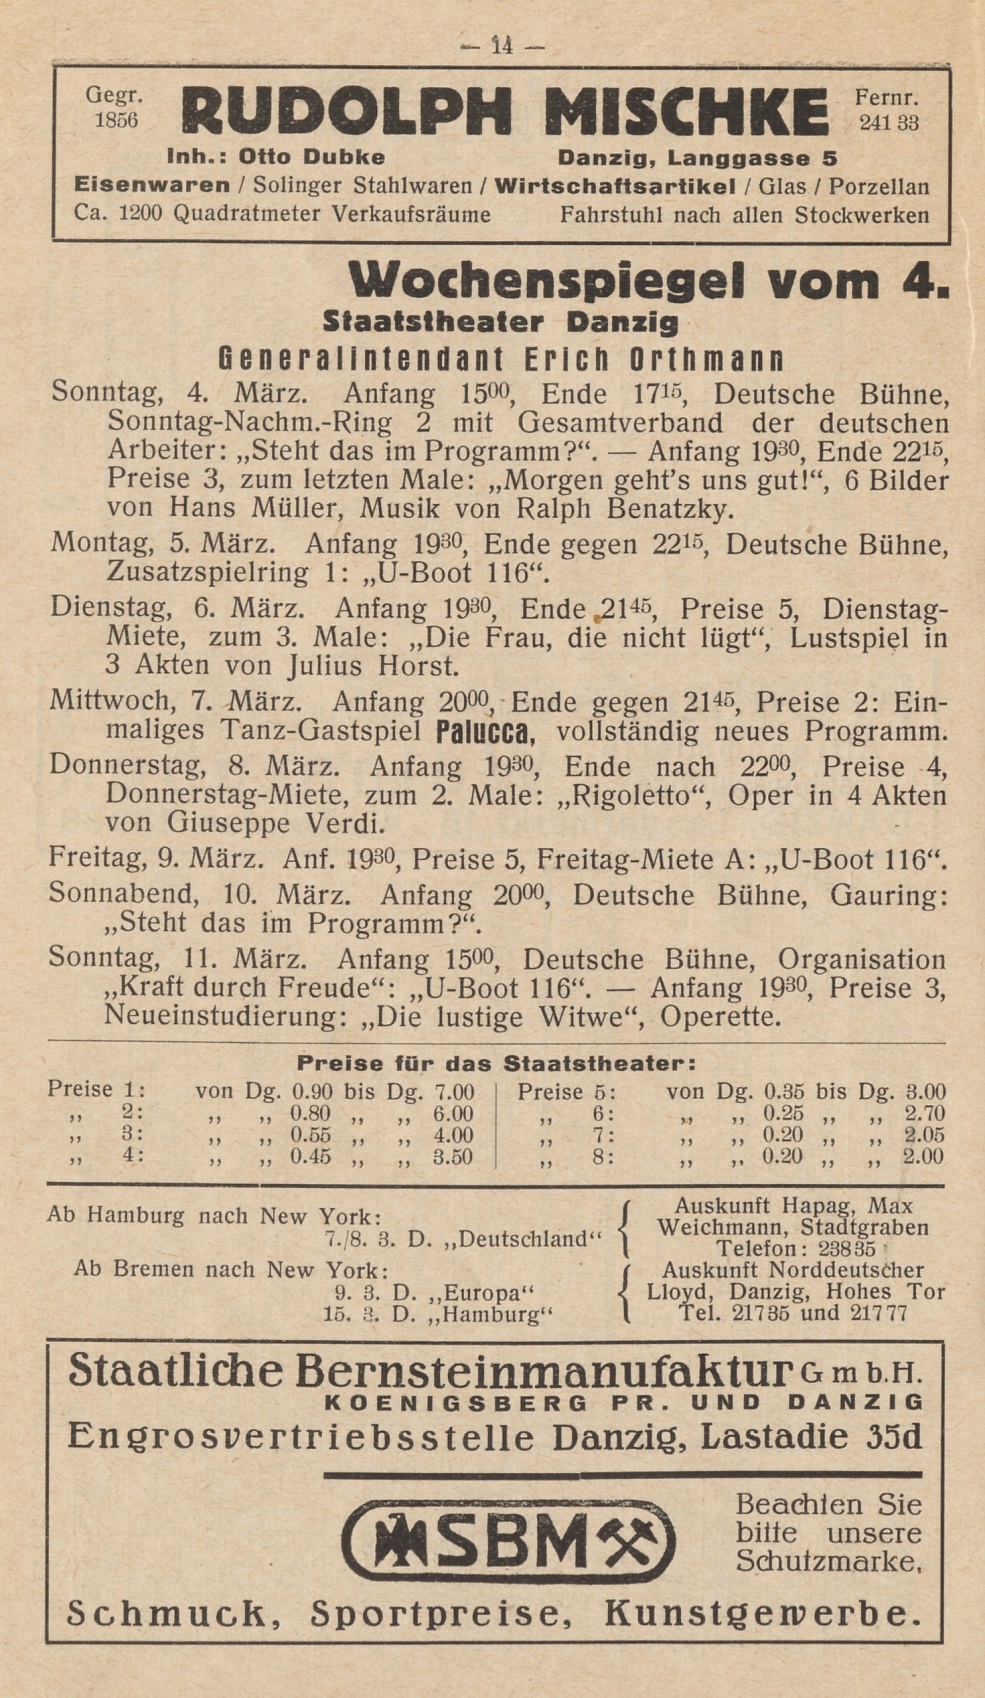 — 14 —
Gegr. 1856 RUDOLPH MISCHKE Fernr. 241 33
Inh.: Otto Dubke Danzig, Langgasse 5
Eisenwaren / Solinger Stahlwaren / Wirtschaftsartikel / Glas / Porzellan
Ca. 1200 Quadratmeter Verkaufsräume Fahrstuhl nach allen Stockwerken
Wochenspiegel vom 4.
Staatstheater Danzig
Generalintendant Erich Orthmann
Sonntag, 4. März. Anfang 15⁰⁰, Ende 17¹⁵, Deutsche Bühne,
Sonntag-Nachm.-Ring 2 mit Gesamtverband der deutschen
Arbeiter: „Steht das im Programm?“. — Anfang 19³⁰, Ende 22¹⁵,
Preise 3, zum letzten Male: „Morgen geht's uns gut!“, 6 Bilder
von Hans Müller, Musik von Ralph Benatzky.
Montag, 5. März. Anfang 19³⁰, Ende gegen 22¹⁵, Deutsche Bühne,
Zusatzspielring 1: „U-Boot 116“.
Dienstag, 6. März. Anfang 19³⁰, Ende 21⁴⁵, Preise 5, Dienstag-
Miete, zum 3. Male: „Die Frau, die nicht lügt“, Lustspiel in
3 Akten von Julius Horst.
Mittwoch, 7. März. Anfang 20⁰⁰, Ende gegen 21⁴⁵, Preise 2: Ein-
maliges Tanz-Gastspiel Palucca, vollständig neues Programm.
Donnerstag, 8. März. Anfang 19³⁰, Ende nach 22⁰⁰, Preise 4,
Donnerstag-Miete, zum 2. Male: „Rigoletto“, Oper in 4 Akten
von Giuseppe Verdi.
Freitag, 9. März. Anf. 19³⁰, Preise 5, Freitag-Miete A: „U-Boot 116“.
Sonnabend, 10. März. Anfang 20⁰⁰, Deutsche Bühne, Gauring:
„Steht das im Programm?“.
Sonntag, 11. März. Anfang 15⁰⁰, Deutsche Bühne, Organisation
„Kraft durch Freude“: „U-Boot 116“. — Anfang 19³⁰, Preise 3,
Neueinstudierung: „Die lustige Witwe“, Operette.
Preise für das Staatstheater:
Preise 1: von Dg. 0.90 bis Dg. 7.00 Preise 5: von Dg. 0.35 bis Dg. 3.00
„ 2: „ „ 0.80 „ „ 6.00 „ 6: „ „ 0.25 „ „ 2.70
„ 3: „ „ 0.55 „ „ 4.00 „ 7: „ „ 0.20 „ „ 2.05
„ 4: „ „ 0.45 „ „ 3.50 „ 8: „ „ 0.20 „ „ 2.00
Ab Hamburg nach New York:
7./8. 3. D. „Deutschland“
Auskunft Hapag, Max
Weichmann, Stadtgraben
Telefon: 238 35
Ab Bremen nach New York:
9. 3. D. „Europa“
15. 3. D. „Hamburg“
Auskunft Norddeutscher
Lloyd, Danzig, Hohes Tor
Tel. 217 35 und 217 77
Staatliche Bernsteinmanufaktur G m b.H.
KOENIGSBERG PR. UND DANZIG
Engrosvertriebsstelle Danzig, Lastadie 35d
SBM
Beachten Sie
bitte unsere
Schutzmarke.
Schmuck, Sportpreise, Kunstgewerbe.